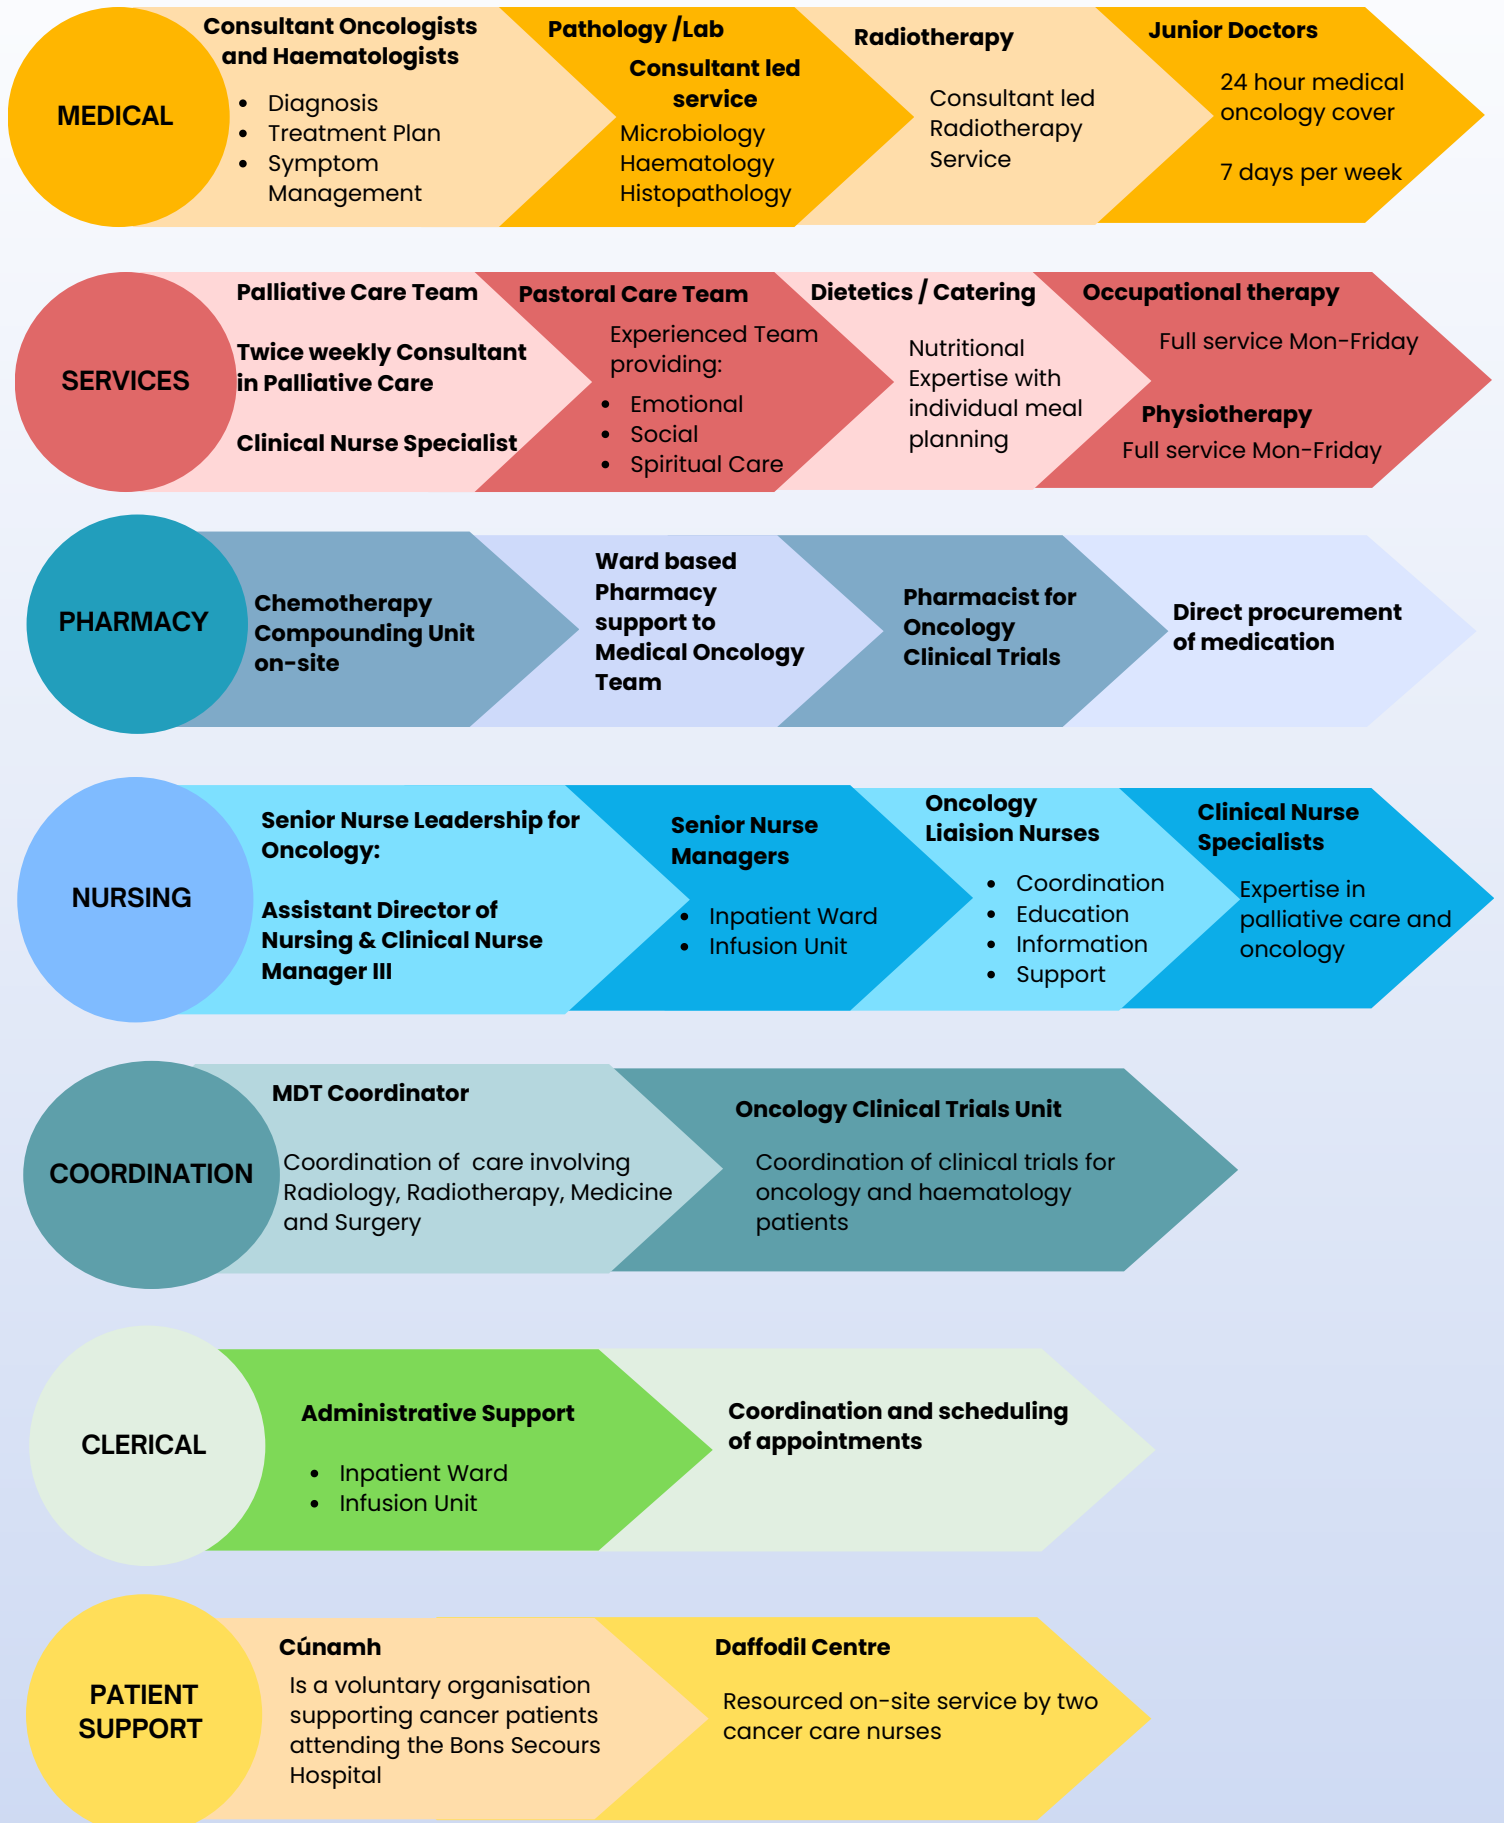 MEDICAL
Consultant Oncologists
and Haematologists
• Diagnosis
• Treatment Plan
• Symptom
Management
Pathology /Lab
Consultant led
service
Microbiology
Haematology
Histopathology
Radiotherapy
Consultant led
Radiotherapy
Service
Junior Doctors
24 hour medical
oncology cover
7 days per week
SERVICES
Palliative Care Team
Twice weekly Consultant
in Palliative Care
Clinical Nurse Specialist
Pastoral Care Team
Experienced Team
providing:
• Emotional
• Social
• Spiritual Care
Dietetics / Catering
Nutritional
Expertise with
individual meal
planning
Occupational therapy
Full service Mon-Friday
Physiotherapy
Full service Mon-Friday
PHARMACY
Chemotherapy
Compounding Unit
on-site
Ward based
Pharmacy
support to
Medical Oncology
Team
Pharmacist for
Oncology
Clinical Trials
Direct procurement
of medication
NURSING
Senior Nurse Leadership for
Oncology:
Assistant Director of
Nursing & Clinical Nurse
Manager III
Senior Nurse
Managers
• Inpatient Ward
• Infusion Unit
Oncology
Liaision Nurses
• Coordination
• Education
• Information
• Support
Clinical Nurse
Specialists
Expertise in
palliative care and
oncology
COORDINATION
MDT Coordinator
Coordination of care involving
Radiology, Radiotherapy, Medicine
and Surgery
Oncology Clinical Trials Unit
Coordination of clinical trials for
oncology and haematology
patients
CLERICAL
Administrative Support
• Inpatient Ward
• Infusion Unit
Coordination and scheduling
of appointments
PATIENT
SUPPORT
Cúnamh
Is a voluntary organisation
supporting cancer patients
attending the Bons Secours
Hospital
Daffodil Centre
Resourced on-site service by two
cancer care nurses